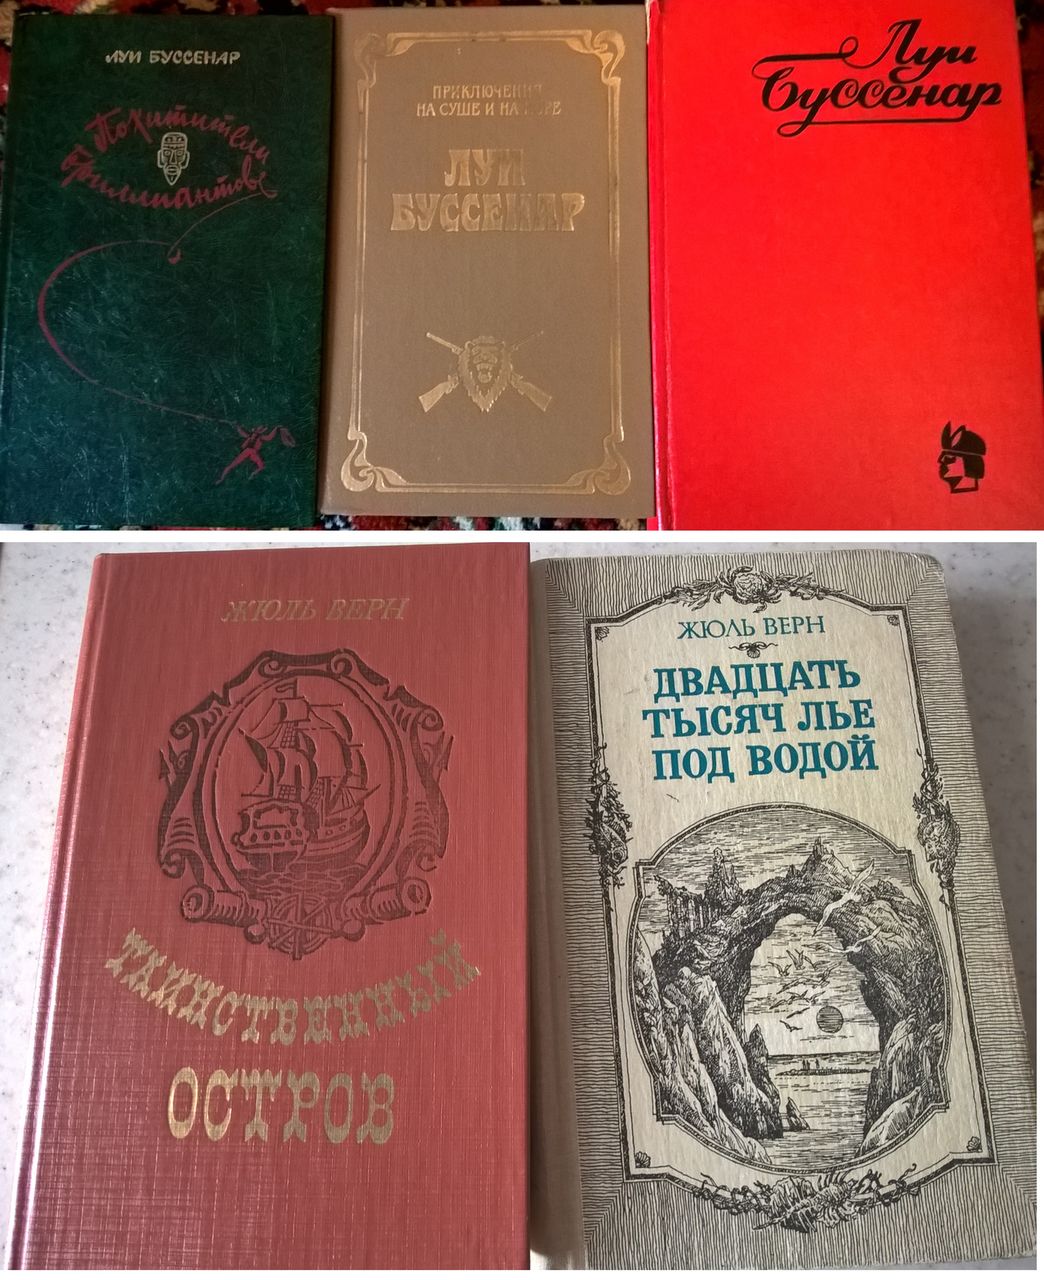 ЛУИ БУССЕНАР
Похитители
бриллиантов
ПРИКЛЮЧЕНИЯ
НА СУШЕ И НА МОРЕ
ЛУИ
БУССЕНАР
Луи
Буссенар
ЖЮЛЬ ВЕРН
ТАИНСТВЕННЫЙ
ОСТРОВ
ЖЮЛЬ ВЕРН
ДВАДЦАТЬ
ТЫСЯЧ ЛЬЕ
ПОД ВОДОЙ